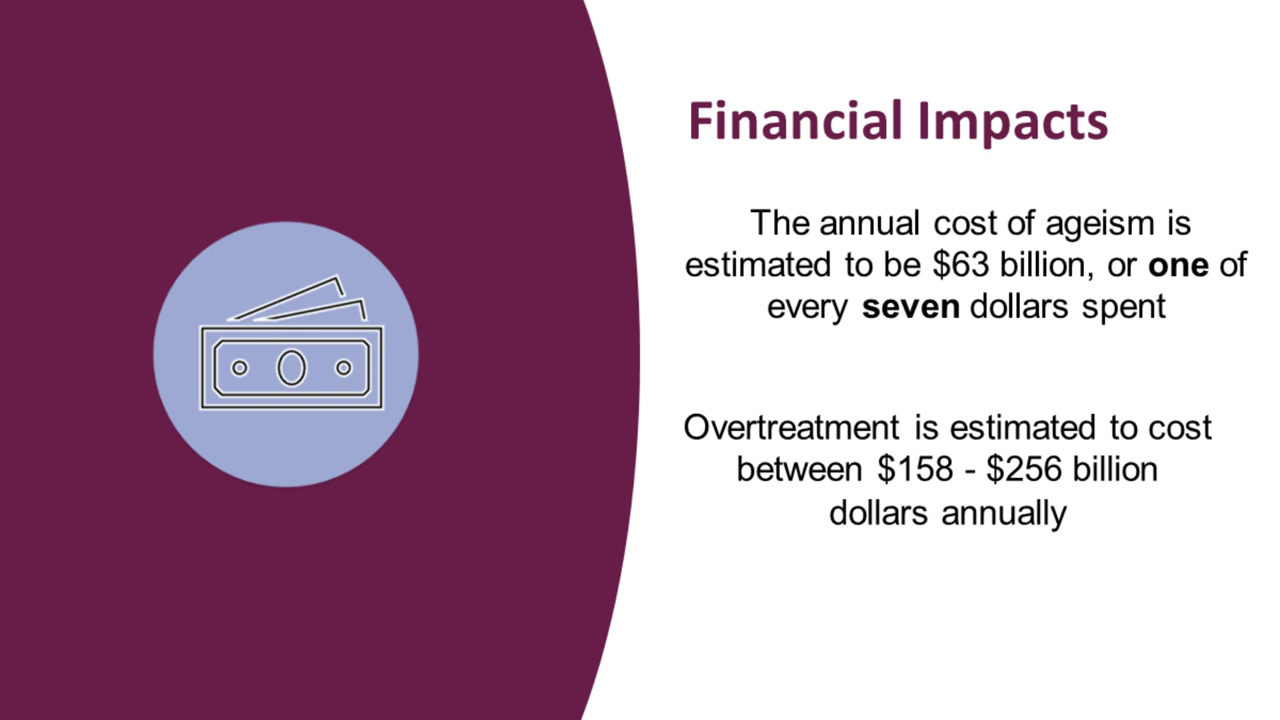 Financial Impacts
The annual cost of ageism is
estimated to be $63 billion, or one of
every seven dollars spent
Overtreatment is estimated to cost
between $158 - $256 billion
dollars annually